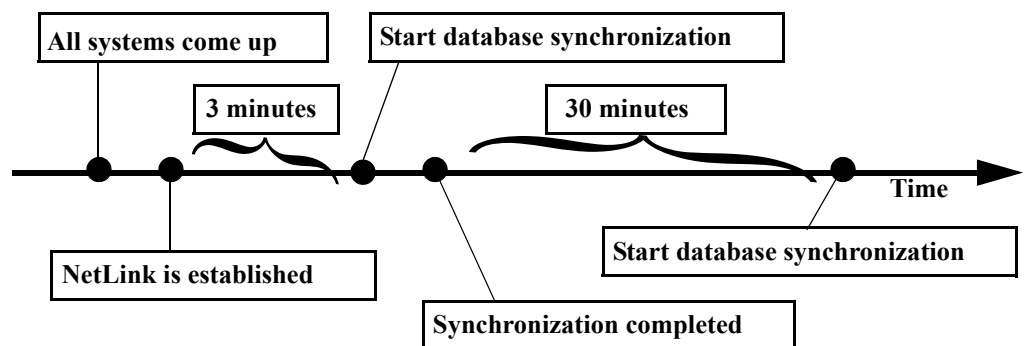 All systems come up
Start database synchronization
3 minutes
30 minutes
Time
NetLink is established
Start database synchronization
Synchronization completed